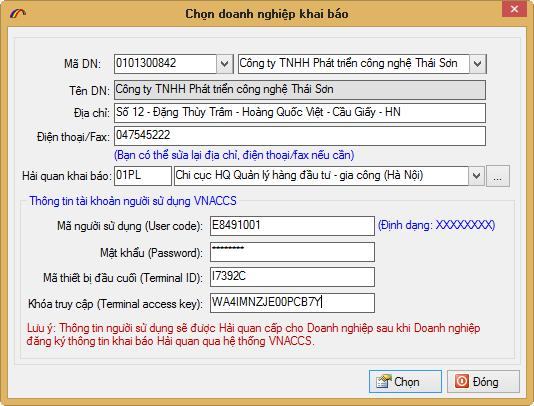 Chọn doanh nghiệp khai báo
Mã DN: 0101300842 Công ty TNHH Phát triển công nghệ Thái Sơn
Tên DN: Công ty TNHH Phát triển công nghệ Thái Sơn
Địa chỉ: Số 12 - Đặng Thùy Trâm - Hoàng Quốc Việt - Cầu Giấy - HN
Điện thoại/Fax: 047545222
(Bạn có thể sửa lại địa chỉ, điện thoại/fax nếu cần)
Hải quan khai báo: 01PL Chi cục HQ Quản lý hàng đầu tư - gia công (Hà Nội) ...
Thông tin tài khoản người sử dụng VNACCS
Mã người sử dụng (User code): E8491001 (Định dạng: XXXXXXXX)
Mật khẩu (Password): ********
Mã thiết bị đầu cuối (Terminal ID): I7392C
Khóa truy cập (Terminal access key): WA4IMNZJE00PCB7Y
Lưu ý: Thông tin người sử dụng sẽ được Hải quan cấp cho Doanh nghiệp sau khi Doanh nghiệp
đăng ký thông tin khai báo Hải quan qua hệ thống VNACCS.
Chọn Đóng